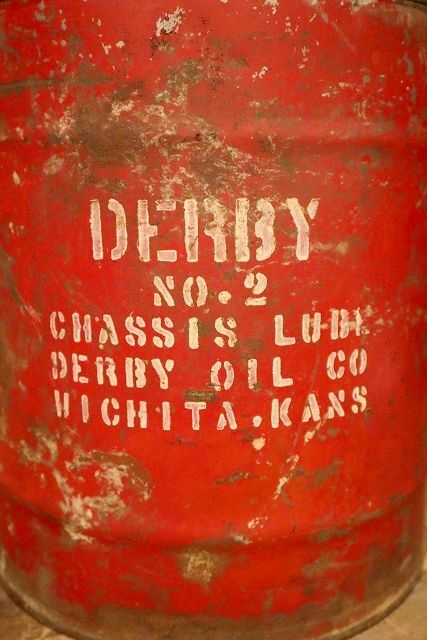 DERBY
NO. 2
CHASSIS LUBE
DERBY OIL CO
WICHITA, KANS